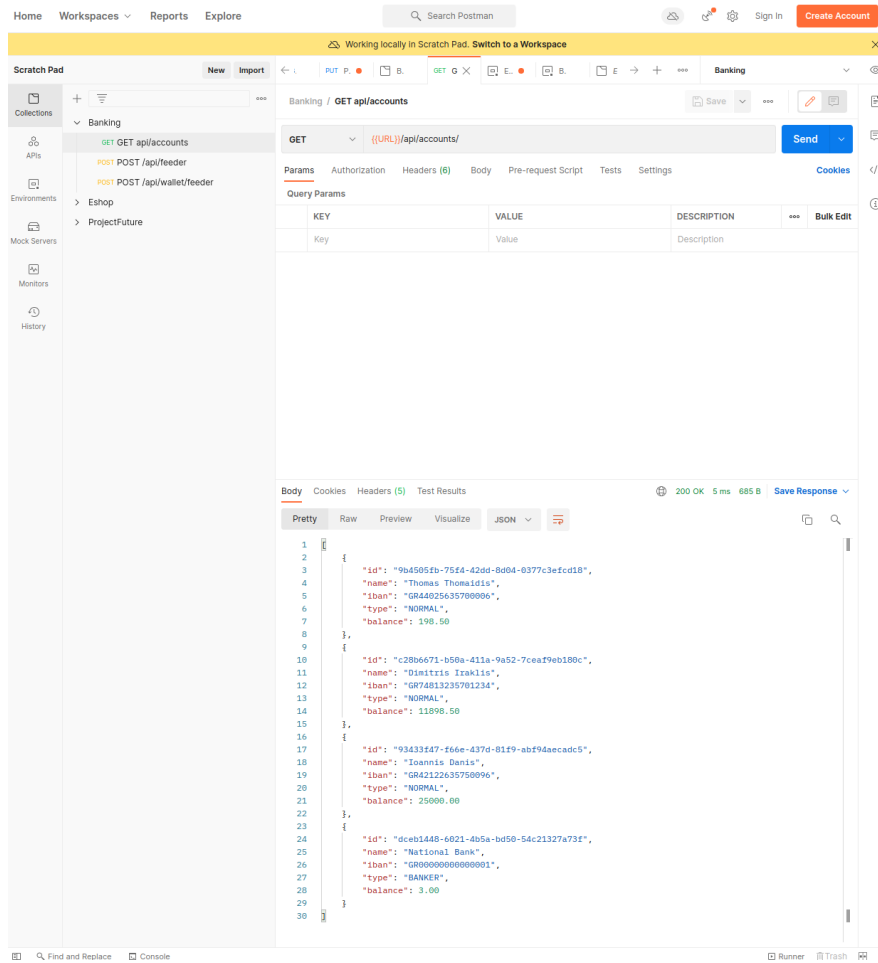 Home Workspaces Reports Explore Search Postman Sign In Create Account
Working locally in Scratch Pad. Switch to a Workspace
Scratch Pad New Import PUT P. B. GET G E.. B. E Banking
Collections
APIs
Environments
Mock Servers
Monitors
History
Banking
GET GET api/accounts
POST POST /api/feeder
POST POST /api/wallet/feeder
Eshop
ProjectFuture
Banking / GET api/accounts Save
GET {{URL}}/api/accounts/ Send
Params Authorization Headers (6) Body Pre-request Script Tests Settings Cookies
Query Params
KEY VALUE DESCRIPTION Bulk Edit
Key Value Description
Body Cookies Headers (5) Test Results 200 OK 5 ms 685 B Save Response
Pretty Raw Preview Visualize JSON
1 [
2 {
3 "id": "9b4505fb-75f4-42dd-8d04-0377c3efcd18",
4 "name": "Thomas Thomaidis",
5 "iban": "GR44025635700006",
6 "type": "NORMAL",
7 "balance": 198.50
8 },
9 {
10 "id": "c28b6671-b50a-411a-9a52-7ceaf9eb180c",
11 "name": "Dimitris Iraklis",
12 "iban": "GR74813235701234",
13 "type": "NORMAL",
14 "balance": 11898.50
15 },
16 {
17 "id": "93433f47-f66e-437d-81f9-abf94aecadc5",
18 "name": "Ioannis Danis",
19 "iban": "GR42122635750096",
20 "type": "NORMAL",
21 "balance": 25000.00
22 },
23 {
24 "id": "dceb1448-6021-4b5a-bd50-54c21327a73f",
25 "name": "National Bank",
26 "iban": "GR00000000000001",
27 "type": "BANKER",
28 "balance": 3.00
29 }
30 ]
Find and Replace Console Runner Trash